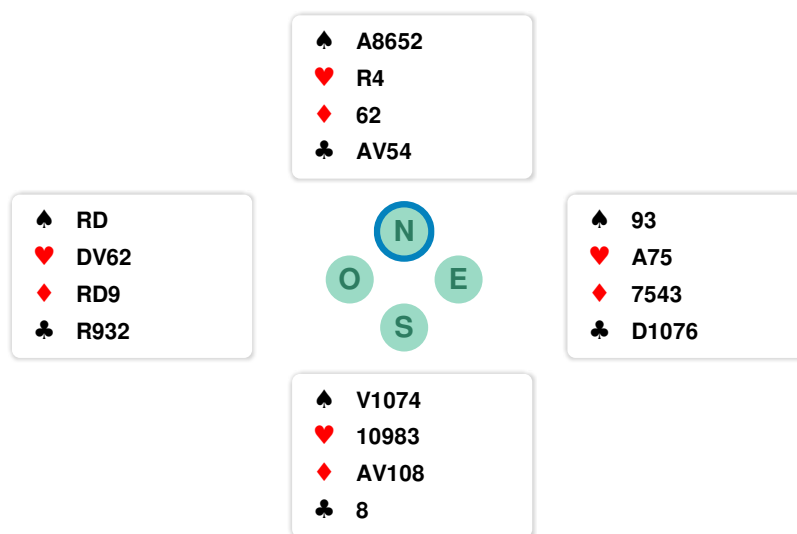 ♠ A8652
♥ R4
♦ 62
♣ AV54
♠ RD
♥ DV62
♦ RD9
♣ R932
N
O E
S
♠ 93
♥ A75
♦ 7543
♣ D1076
♠ V1074
♥ 10983
♦ AV108
♣ 8